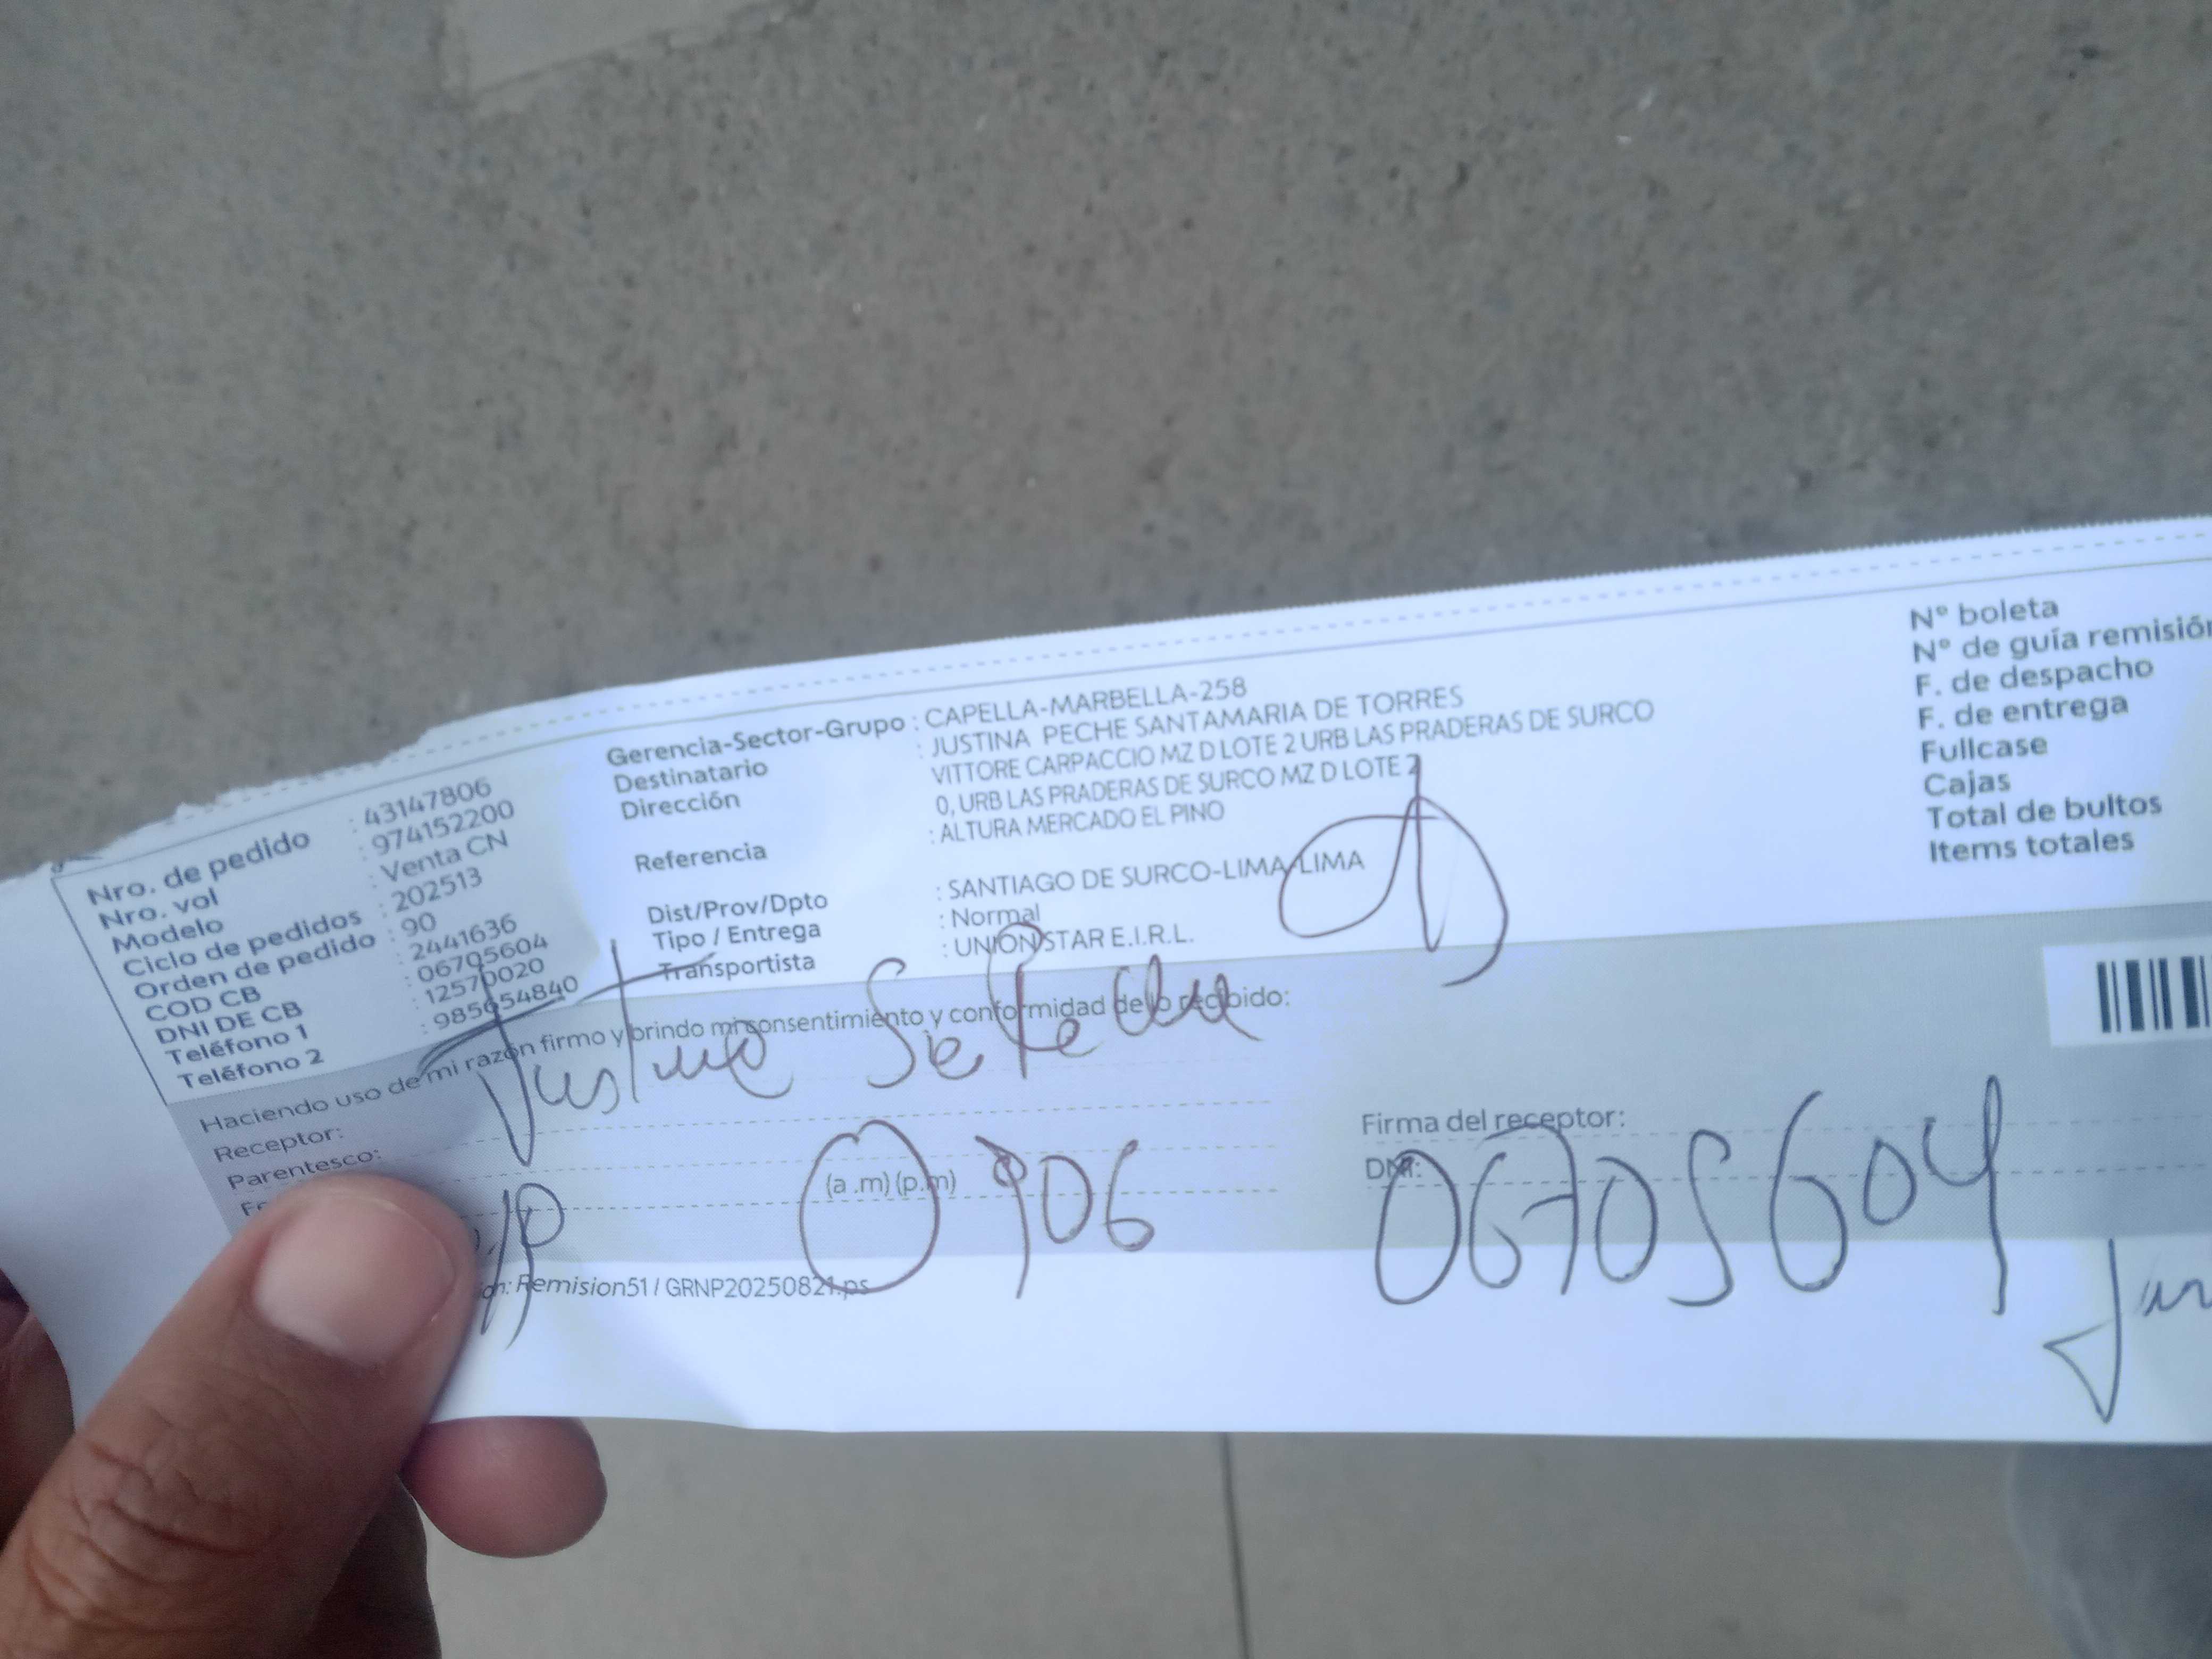 Nro. de pedido : 43147806
Nro. vol : 974152200
Modelo : Venta CN
Ciclo de pedidos : 202513
Orden de pedido : 90
COD CB : 2441636
DNI DE CB : 06705604
Teléfono 1 : 12570020
Teléfono 2 : 985654840
Gerencia-Sector-Grupo : CAPELLA-MARBELLA-258
Destinatario : JUSTINA PECHE SANTAMARIA DE TORRES
Dirección VITTORE CARPACCIO MZ D LOTE 2 URB LAS PRADERAS DE SURCO
0, URB LAS PRADERAS DE SURCO MZ D LOTE 2
Referencia : ALTURA MERCADO EL PINO
Dist/Prov/Dpto : SANTIAGO DE SURCO-LIMA/LIMA
Tipo / Entrega : Normal
Transportista : UNION STAR E.I.R.L.
N° boleta
N° de guía remisión
F. de despacho
F. de entrega
Fullcase
Cajas
Total de bultos
Items totales
Haciendo uso de mi razón firmo y brindo mi consentimiento y conformidad de lo recibido:
Receptor:
Parentesco:
(a .m) (p.m) 0906
Firma del receptor:
DNI: 06705604
Remision51 / GRNP20250821.ps